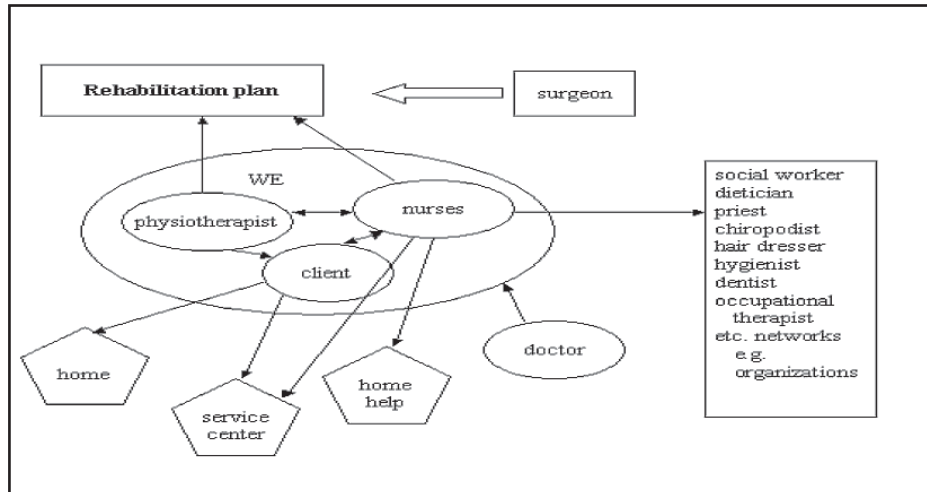 Rehabilitation plan
surgeon
WE
physiotherapist
nurses
client
social worker
dietician
priest
chiropodist
hair dresser
hygienist
dentist
occupational
therapist
etc. networks
e.g.
organizations
doctor
home
home
help
service
center